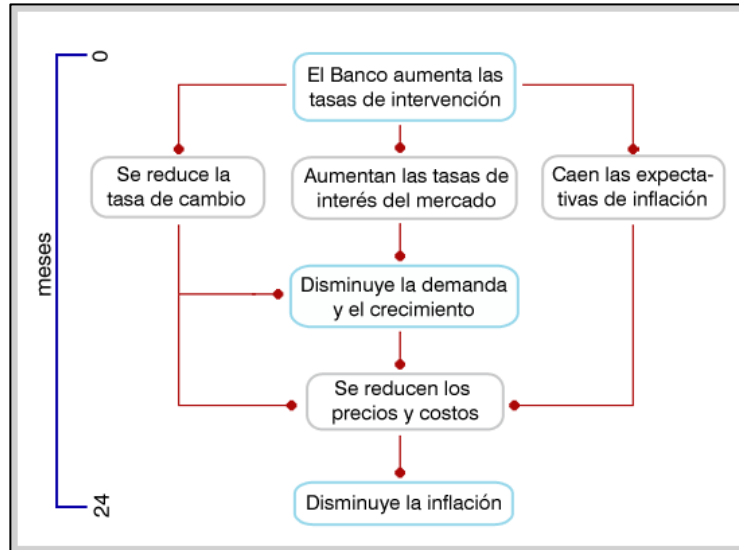 0
El Banco aumenta las
tasas de intervención
Se reduce la
tasa de cambio
Aumentan las tasas de
interés del mercado
Caen las expecta-
tivas de inflación
meses
Disminuye la demanda
y el crecimiento
Se reducen los
precios y costos
24
Disminuye la inflación